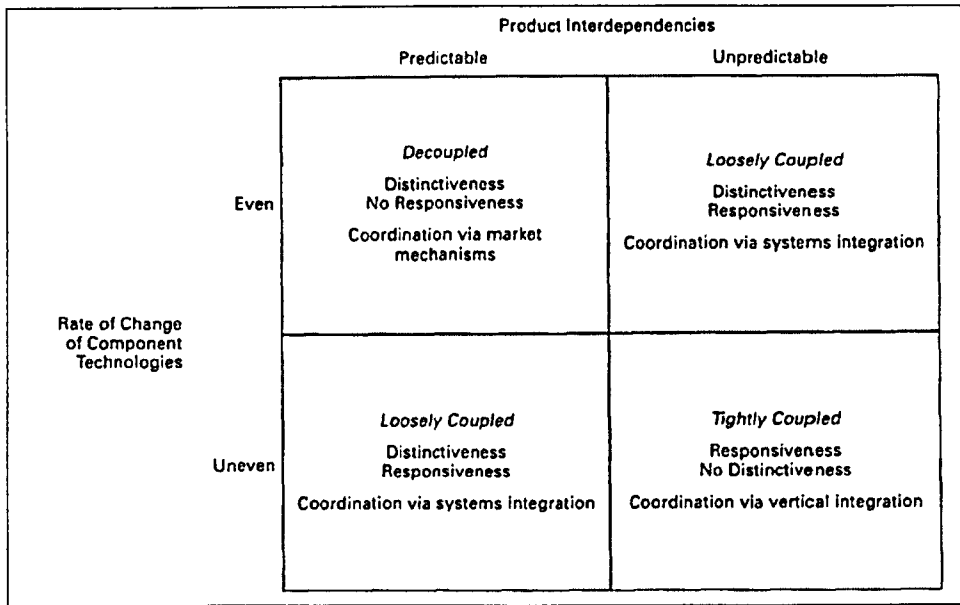 Product Interdependencies
Predictable
Unpredictable
Decoupled
Distinctiveness
No Responsiveness
Coordination via market
mechanisms
Loosely Coupled
Distinctiveness
Responsiveness
Coordination via systems integration
Even
Rate of Change
of Component
Technologies
Uneven
Loosely Coupled
Distinctiveness
Responsiveness
Coordination via systems integration
Tightly Coupled
Responsiveness
No Distinctiveness
Coordination via vertical integration